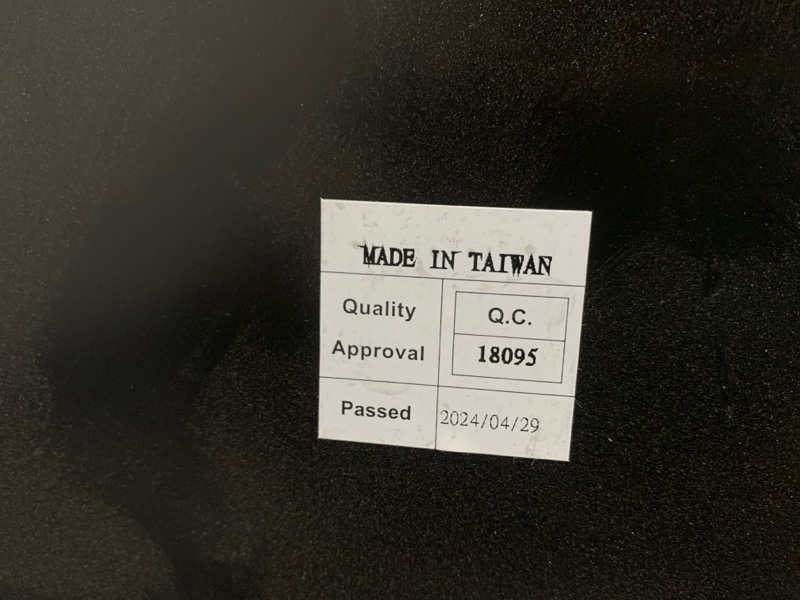 MADE IN TAIWAN
Quality
Approval
Q.C.
18095
Passed
2024/04/29